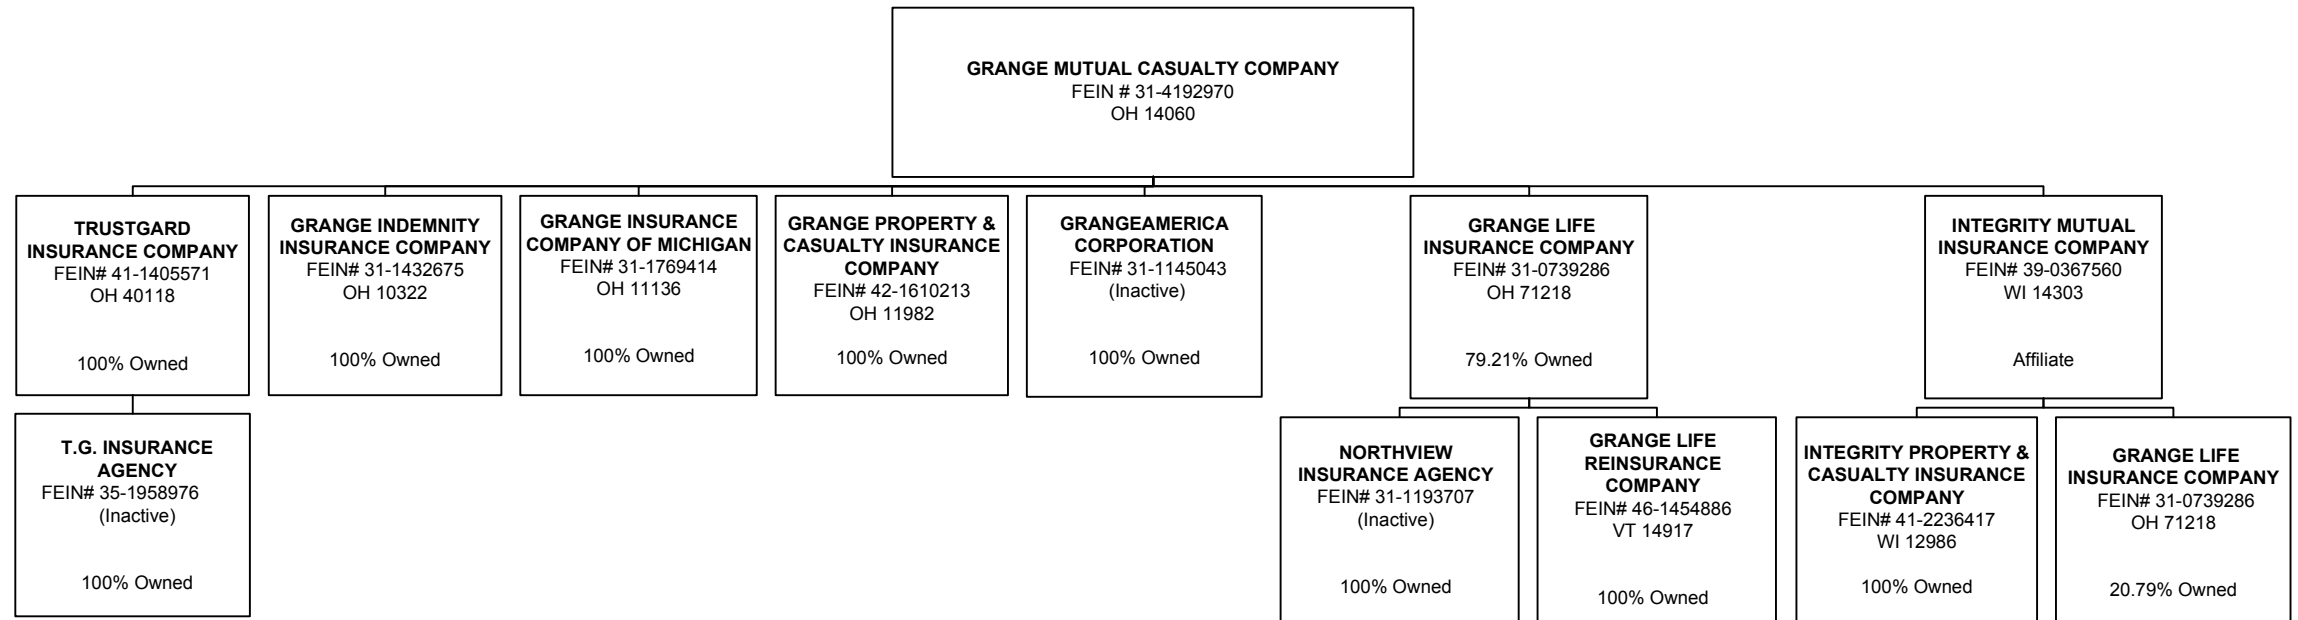 GRANGE MUTUAL CASUALTY COMPANY
FEIN # 31-4192970
OH 14060
TRUSTGARD
INSURANCE COMPANY
FEIN# 41-1405571
OH 40118
100% Owned
GRANGE INDEMNITY
INSURANCE COMPANY
FEIN# 31-1432675
OH 10322
100% Owned
GRANGE INSURANCE
COMPANY OF MICHIGAN
FEIN# 31-1769414
OH 11136
100% Owned
GRANGE PROPERTY &
CASUALTY INSURANCE
COMPANY
FEIN# 42-1610213
OH 11982
100% Owned
GRANGEAMERICA
CORPORATION
FEIN# 31-1145043
(Inactive)
100% Owned
GRANGE LIFE
INSURANCE COMPANY
FEIN# 31-0739286
OH 71218
79.21% Owned
INTEGRITY MUTUAL
INSURANCE COMPANY
FEIN# 39-0367560
WI 14303
Affiliate
T.G. INSURANCE
AGENCY
FEIN# 35-1958976
(Inactive)
100% Owned
NORTHVIEW
INSURANCE AGENCY
FEIN# 31-1193707
(Inactive)
100% Owned
GRANGE LIFE
REINSURANCE
COMPANY
FEIN# 46-1454886
VT 14917
100% Owned
INTEGRITY PROPERTY &
CASUALTY INSURANCE
COMPANY
FEIN# 41-2236417
WI 12986
100% Owned
GRANGE LIFE
INSURANCE COMPANY
FEIN# 31-0739286
OH 71218
20.79% Owned